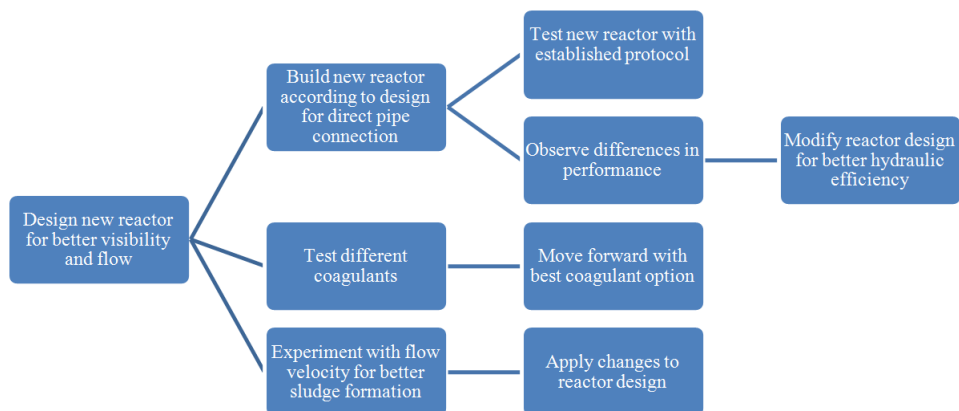 Design new reactor
for better visibility
and flow
Build new reactor
according to design
for direct pipe
connection
Test new reactor with
established protocol
Observe differences in
performance
Modify reactor design
for better hydraulic
efficiency
Test different
coagulants
Move forward with
best coagulant option
Experiment with flow
velocity for better
sludge formation
Apply changes to
reactor design